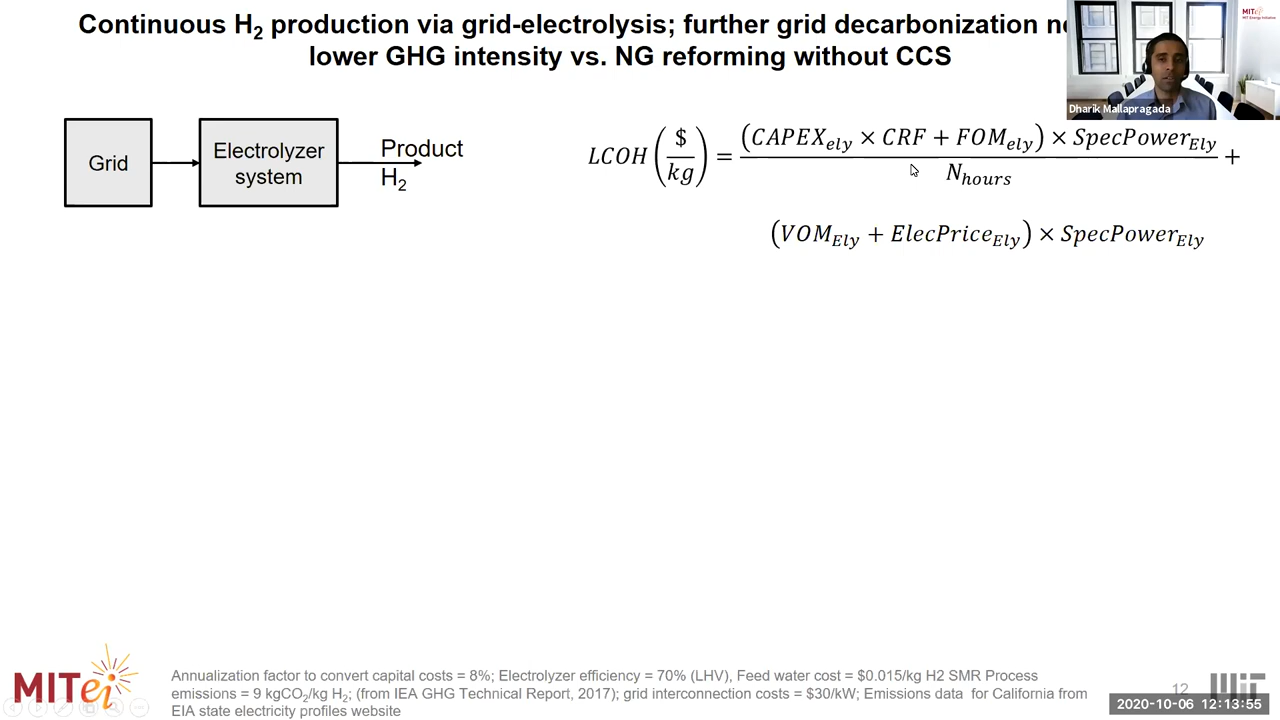 Continuous H2 production via grid-electrolysis; further grid decarbonization
lower GHG intensity vs. NG reforming without CCS
MITei
MIT Energy Initiative
Dharik Mallapragada
Grid
Electrolyzer
system
Product
H2
LCOH ($/kg) = (CAPEX_ely × CRF + FOM_ely) × SpecPower_Ely / N_hours +
(VOM_Ely + ElecPrice_Ely) × SpecPower_Ely
MITei
Annualization factor to convert capital costs = 8%; Electrolyzer efficiency = 70% (LHV), Feed water cost = $0.015/kg H2 SMR Process
emissions = 9 kgCO2/kg H2; (from IEA GHG Technical Report, 2017); grid interconnection costs = $30/kW; Emissions data for California from
EIA state electricity profiles website
12
2020-10-06 12:13:55